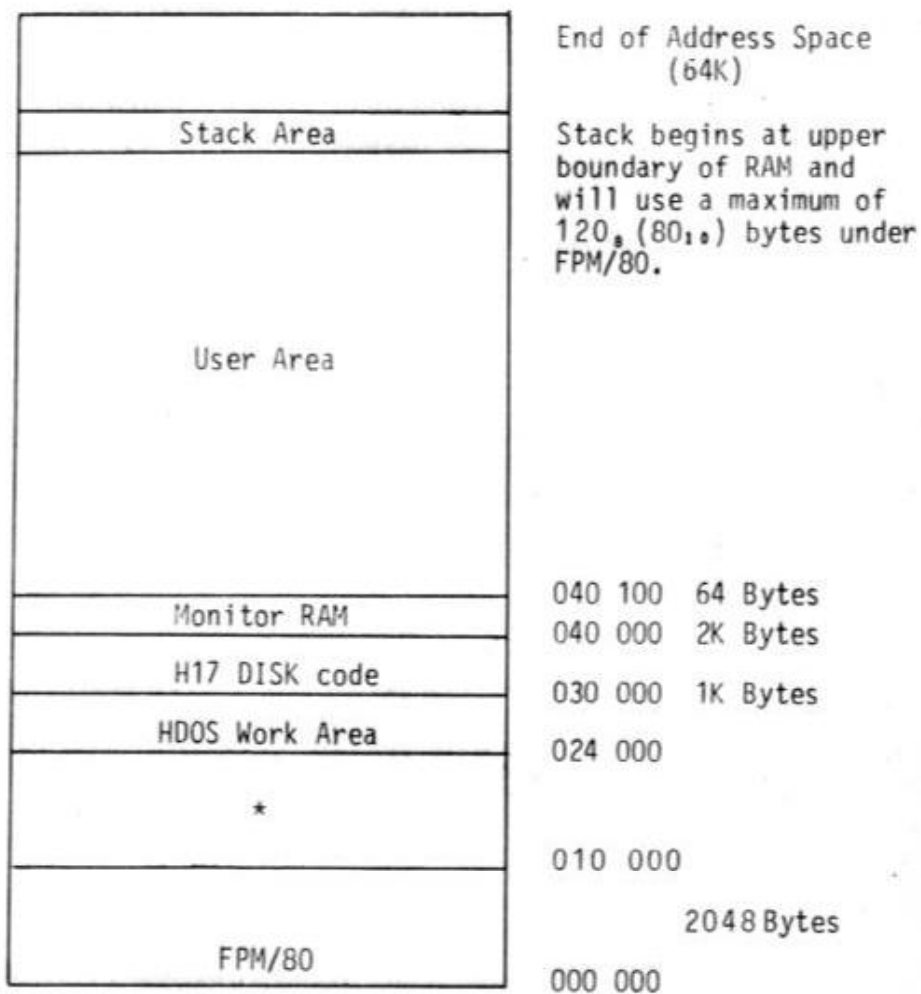 End of Address Space
(64K)
Stack Area
Stack begins at upper
boundary of RAM and
will use a maximum of
120₈ (80₁₀) bytes under
FPM/80.
User Area
040 100 64 Bytes
Monitor RAM
040 000 2K Bytes
H17 DISK code
030 000 1K Bytes
HDOS Work Area
024 000
*
010 000
2048 Bytes
FPM/80
000 000